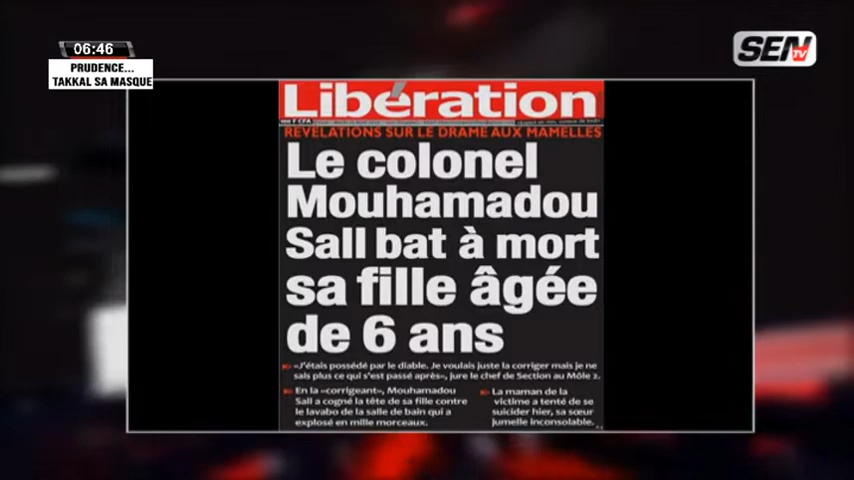 06:46
PRUDENCE...
TAKKAL SA MASQUE
SEN TV
Libération
100 F CFA
RÉVÉLATIONS SUR LE DRAME AUX MAMELLES
Le colonel
Mouhamadou
Sall bat à mort
sa fille âgée
de 6 ans
«J'étais possédé par le diable. Je voulais juste la corriger mais je ne
sais plus ce qui s'est passé après», jure le chef de Section au Môle 2.
En la «corrigeant», Mouhamadou
Sall a cogné la tête de sa fille contre
le lavabo de la salle de bain qui a
explosé en mille morceaux.
La maman de la
victime a tenté de se
suicider hier, sa sœur
jumelle inconsolable.